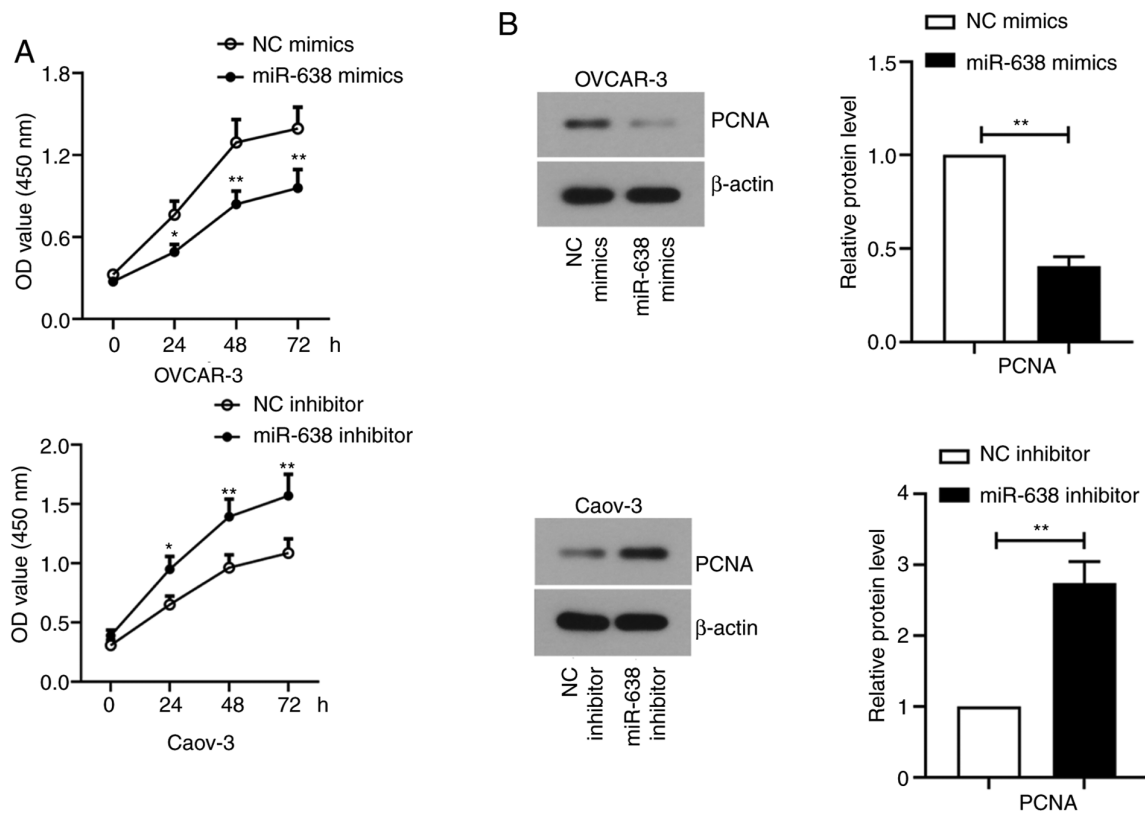 A
NC mimics
miR-638 mimics
OD value (450 nm)
1.8
1.2
0.6
0.0
*
**
**
0 24 48 72 h
OVCAR-3
NC inhibitor
miR-638 inhibitor
OD value (450 nm)
2.0
1.5
1.0
0.5
0.0
*
**
**
0 24 48 72 h
Caov-3
B
OVCAR-3
PCNA
β-actin
NC
mimics
miR-638
mimics
NC mimics
miR-638 mimics
Relative protein level
1.5
1.0
0.5
0.0
**
PCNA
Caov-3
PCNA
β-actin
NC
inhibitor
miR-638
inhibitor
NC inhibitor
miR-638 inhibitor
Relative protein level
4
3
2
1
0
**
PCNA